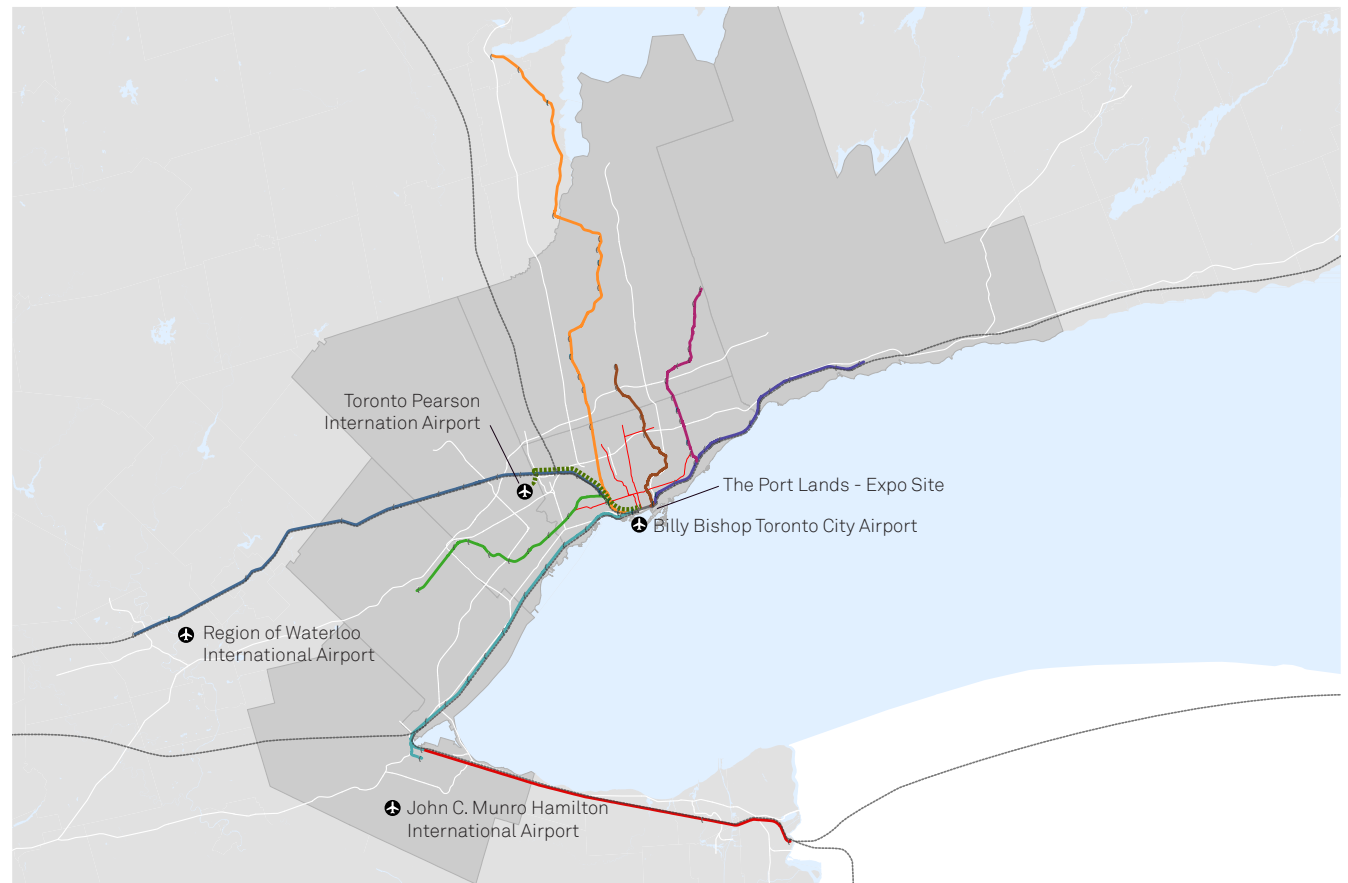 Toronto Pearson
Internation Airport
The Port Lands - Expo Site
Billy Bishop Toronto City Airport
Region of Waterloo
International Airport
John C. Munro Hamilton
International Airport